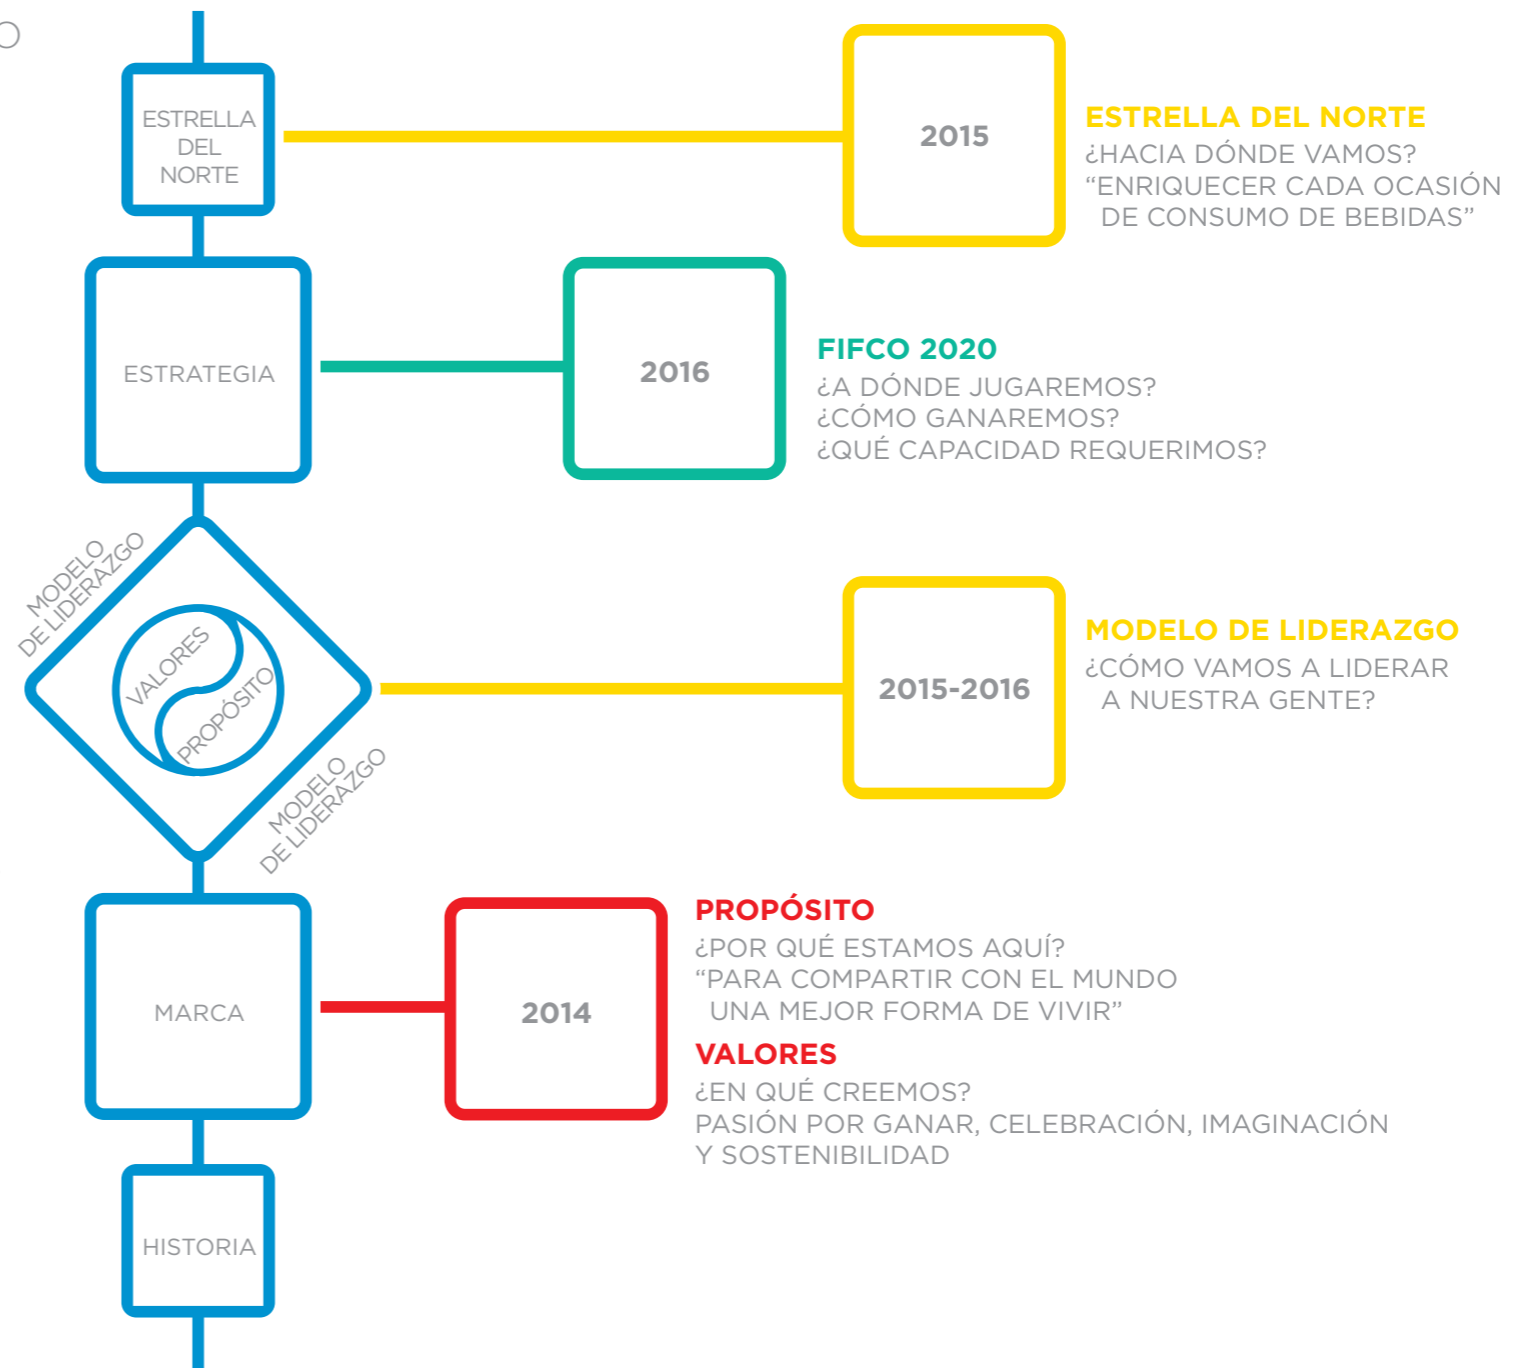 O
ESTRELLA
DEL
NORTE
2015
ESTRELLA DEL NORTE
¿HACIA DÓNDE VAMOS?
“ENRIQUECER CADA OCASIÓN
DE CONSUMO DE BEBIDAS”
ESTRATEGIA
2016
FIFCO 2020
¿A DÓNDE JUGAREMOS?
¿CÓMO GANAREMOS?
¿QUÉ CAPACIDAD REQUERIMOS?
MODELO
DE LIDERAZGO
VALORES
PROPÓSITO
MODELO
DE LIDERAZGO
2015-2016
MODELO DE LIDERAZGO
¿CÓMO VAMOS A LIDERAR
A NUESTRA GENTE?
MARCA
2014
PROPÓSITO
¿POR QUÉ ESTAMOS AQUÍ?
“PARA COMPARTIR CON EL MUNDO
UNA MEJOR FORMA DE VIVIR”
VALORES
¿EN QUÉ CREEMOS?
PASIÓN POR GANAR, CELEBRACIÓN, IMAGINACIÓN
Y SOSTENIBILIDAD
HISTORIA